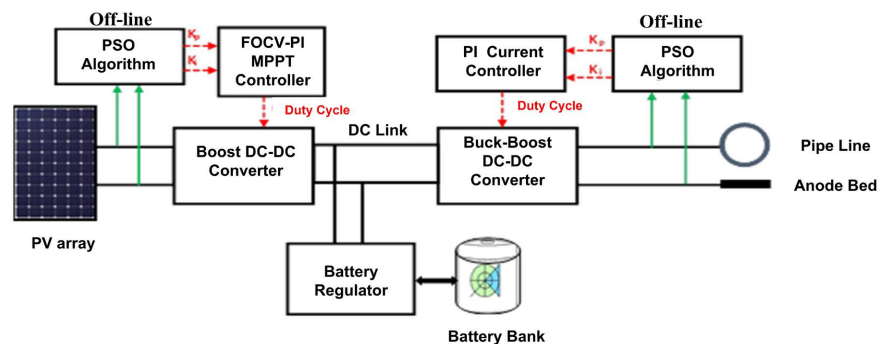 Off-line
PSO
Algorithm
Kp
Ki
FOCV-PI
MPPT
Controller
Duty Cycle
PV array
Boost DC-DC
Converter
DC Link
Battery
Regulator
Battery Bank
PI Current
Controller
Duty Cycle
Buck-Boost
DC-DC
Converter
Off-line
Kp
Ki
PSO
Algorithm
Pipe Line
Anode Bed